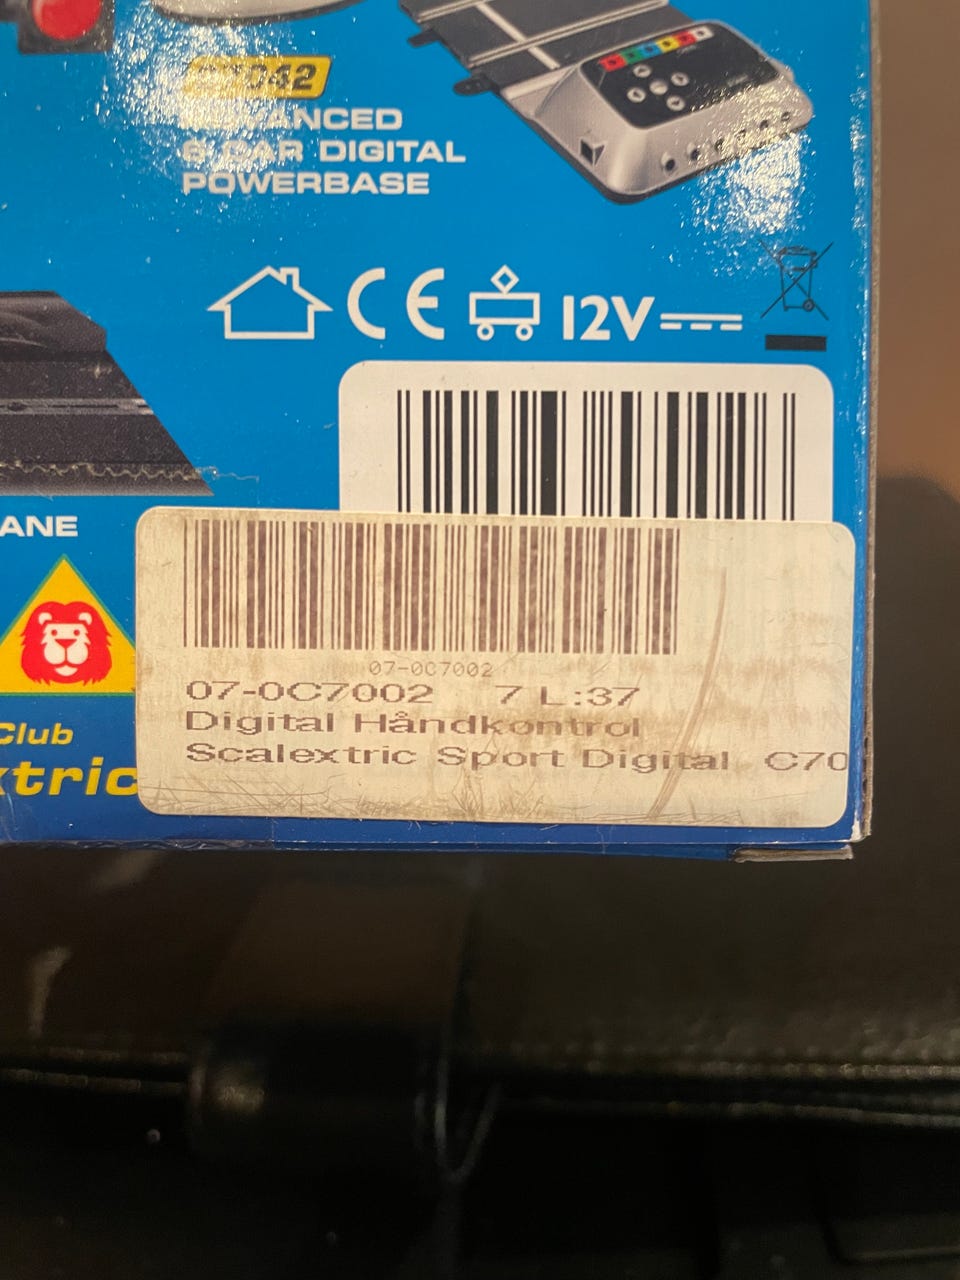 ADVANCED
6 CAR DIGITAL
POWERBASE
CE
12V
ANE
Club
xtric
07-0C7002
07-0C7002 7 L:37
Digital Håndkontrol
Scalextric Sport Digital C70